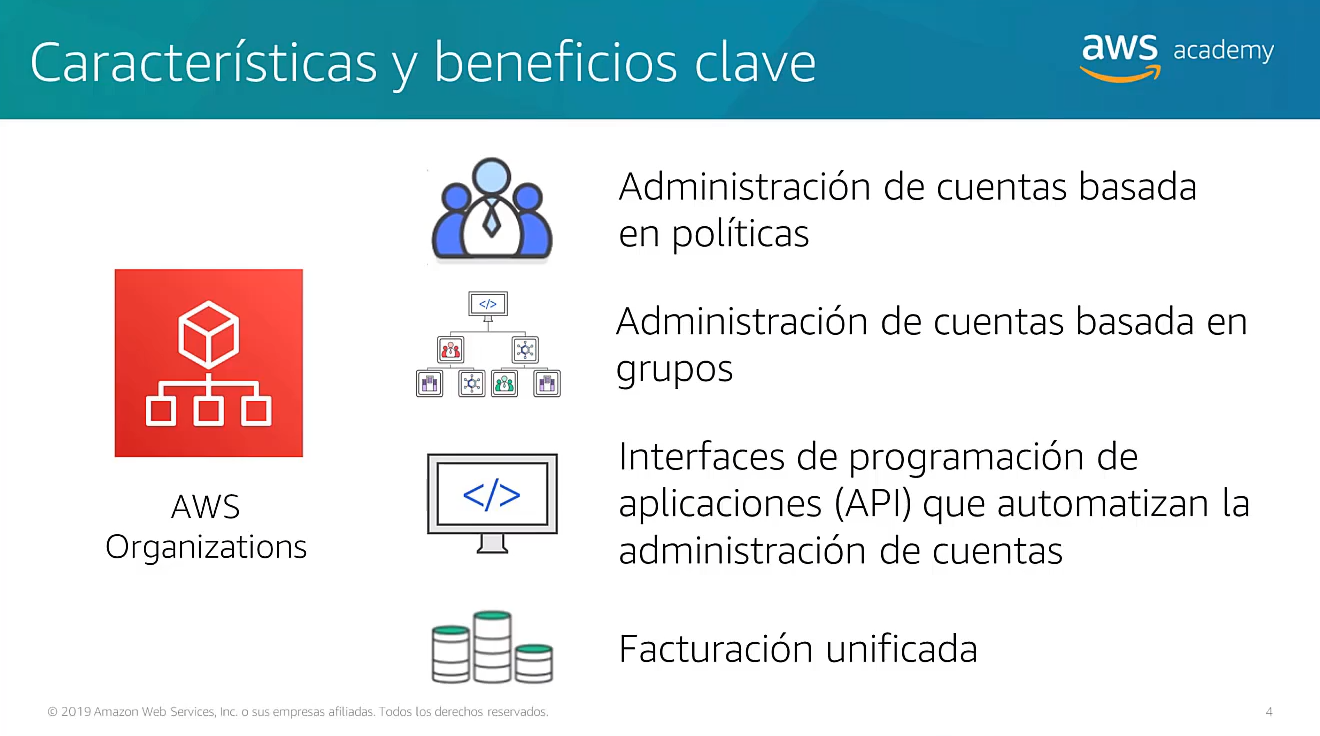 Características y beneficios clave
aws academy
Administración de cuentas basada
en políticas
</>
Administración de cuentas basada en
grupos
AWS
Organizations
</>
Interfaces de programación de
aplicaciones (API) que automatizan la
administración de cuentas
Facturación unificada
© 2019 Amazon Web Services, Inc. o sus empresas afiliadas. Todos los derechos reservados.
4